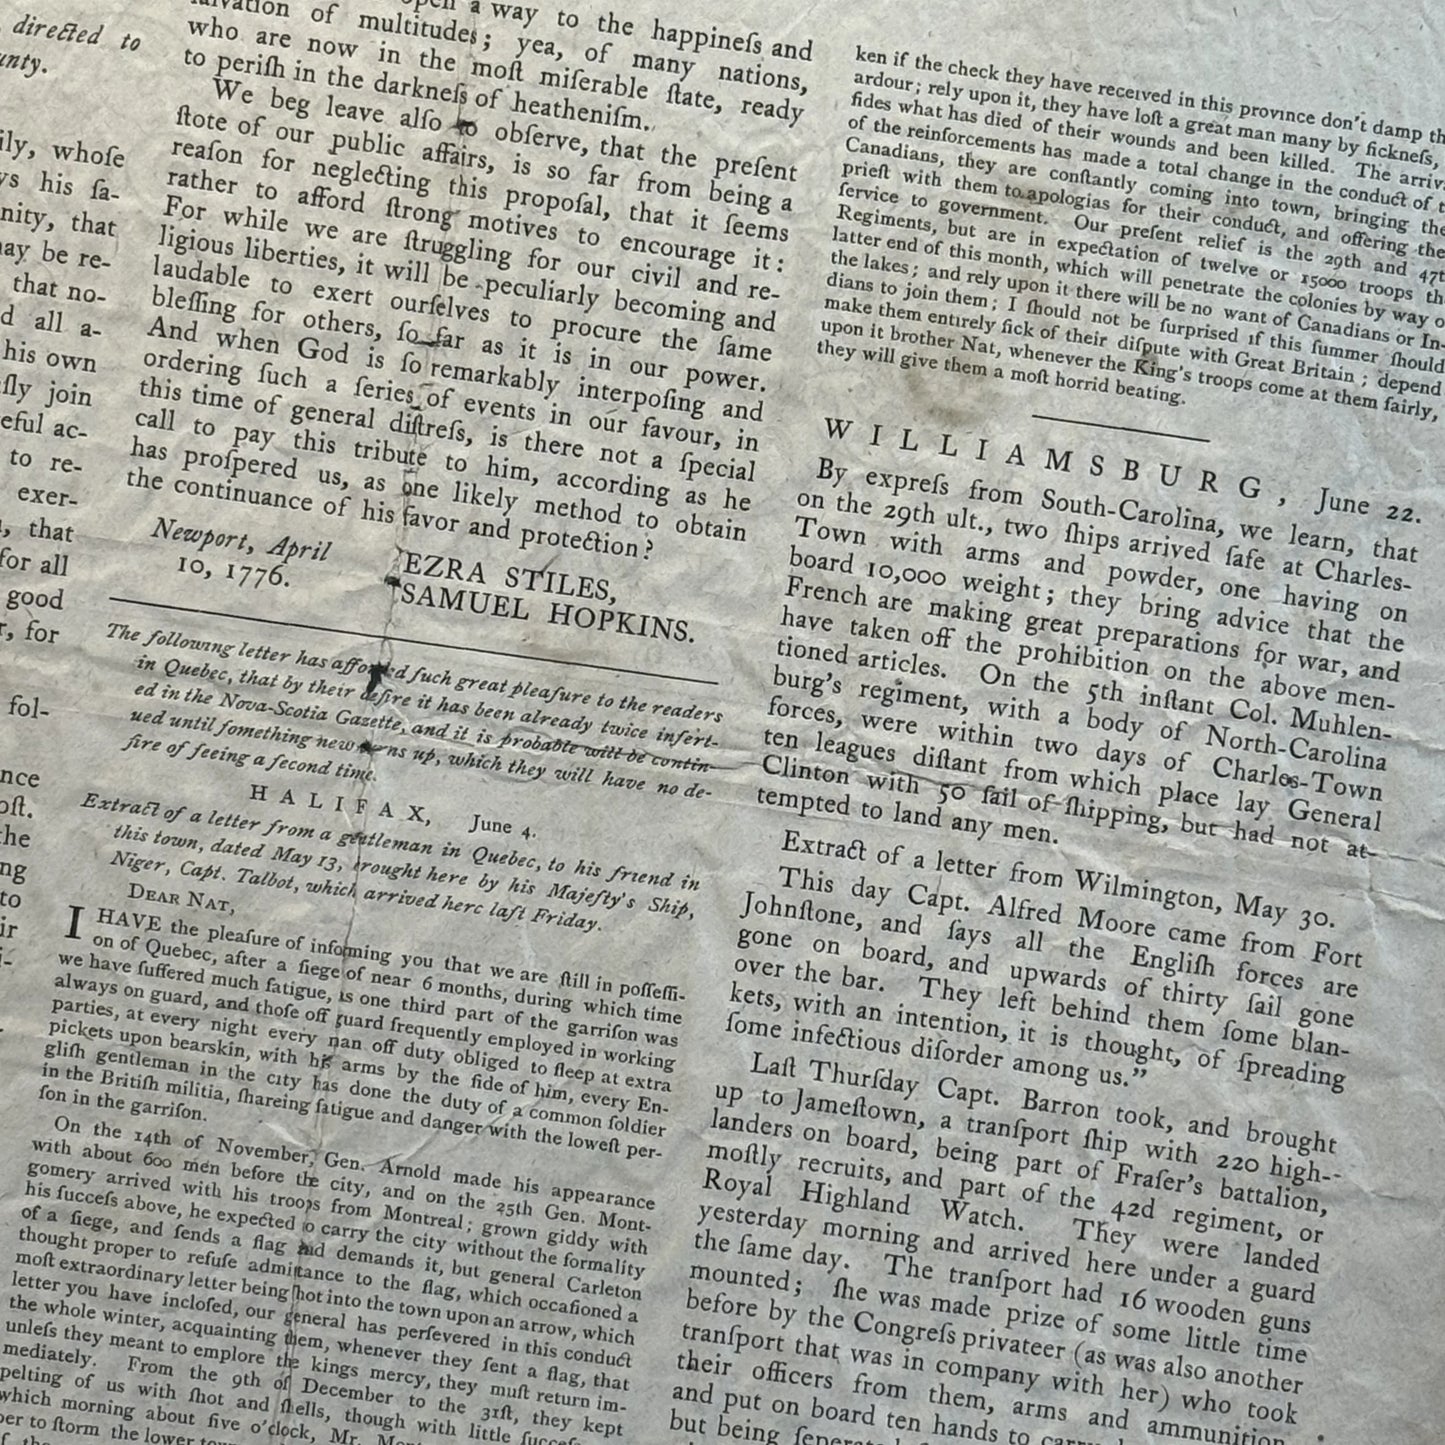 directed to
unty.
ily, whoſe
ys his fa-
nity, that
may be re-
that no-
d all a-
his own
fly join
eful ac-
to re-
exer-
, that
for all
good
r, for
fol-
nce
oſt.
the
ng
to
ir
i-
open a way to the happineſs and
ſalvation of multitudes; yea, of many nations,
who are now in the moſt miſerable ſtate, ready
to periſh in the darkneſs of heatheniſm.
We beg leave alſo to obſerve, that the preſent
ſtote of our public affairs, is so far from being a
reaſon for neglecting this propoſal, that it ſeems
rather to afford ſtrong motives to encourage it:
For while we are ſtruggling for our civil and re-
ligious liberties, it will be peculiarly becoming and
laudable to exert ourſelves to procure the ſame
bleſſing for others, ſo far as it is in our power.
And when God is ſo remarkably interpoſing and
ordering ſuch a ſeries of events in our favour, in
this time of general diſtreſs, is there not a ſpecial
call to pay this tribute to him, according as he
has proſpered us, as one likely method to obtain
the continuance of his favor and protection?
Newport, April
10, 1776.
EZRA STILES,
SAMUEL HOPKINS.
The following letter has afforded ſuch great pleaſure to the readers
in Quebec, that by their deſire it has been already twice inſert-
ed in the Nova-Scotia Gazette, and it is probable will be contin-
ued until ſomething new turns up, which they will have no de-
ſire of ſeeing a ſecond time.
HALIFAX, June 4.
Extract of a letter from a gentleman in Quebec, to his friend in
this town, dated May 13, brought here by his Majeſty's Ship,
Niger, Capt. Talbot, which arrived herc laſt Friday.
DEAR NAT,
I HAVE the pleaſure of informing you that we are ſtill in poſſeſſi-
on of Quebec, after a ſiege of near 6 months, during which time
we have ſuffered much fatigue, as one third part of the garriſon was
always on guard, and thoſe off guard frequently employed in working
parties, at every night every man off duty obliged to ſleep at extra
pickets upon bearskin, with his arms by the ſide of him, every En-
gliſh gentleman in the city has done the duty of a common ſoldier
in the Britiſh militia, ſhareing fatigue and danger with the loweſt per-
ſon in the garriſon.
On the 14th of November, Gen. Arnold made his appearance
with about 600 men before the city, and on the 25th Gen. Mont-
gomery arrived with his troops from Montreal; grown giddy with
his ſucceſs above, he expected to carry the city without the formality
of a ſiege, and ſends a flag and demands it, but general Carleton
thought proper to refuſe admittance to the flag, which occaſioned a
moſt extraordinary letter being ſhot into the town upon an arrow, which
letter you have incloſed, our general has perſevered in this conduct
the whole winter, acquainting them, whenever they ſent a flag, that
unleſs they meant to emplore the kings mercy, they muſt return im-
mediately. From the 9th of December to the 31ſt, they kept
pelting of us with ſhot and ſhells, though with little ſucceſs
which morning about five o'clock, Mr.
to ſtorm the lower
ken if the check they have received in this province don't damp th
ardour; rely upon it, they have loſt a great man many by ſickneſs,
ſides what has died of their wounds and been killed. The arriv
of the reinforcements has made a total change in the conduct of t
Canadians, they are conſtantly coming into town, bringing the
prieſt with them to apologias for their conduct, and offering the
ſervice to government. Our preſent relief is the 29th and 47t
Regiments, but are in expectation of twelve or 15000 troops th
latter end of this month, which will penetrate the colonies by way o
the lakes; and rely upon it there will be no want of Canadians or In-
dians to join them; I ſhould not be ſurpriſed if this ſummer ſhould
make them entirely ſick of their diſpute with Great Britain; depend
upon it brother Nat, whenever the King's troops come at them fairly,
they will give them a moſt horrid beating.
WILLIAMSBURG, June 22.
By expreſs from South-Carolina, we learn, that
on the 29th ult., two ſhips arrived ſafe at Charles-
Town with arms and powder, one having on
board 10,000 weight; they bring advice that the
French are making great preparations for war, and
have taken off the prohibition on the above men-
tioned articles. On the 5th inſtant Col. Muhlen-
burg's regiment, with a body of North-Carolina
forces, were within two days of Charles-Town
ten leagues diſtant from which place lay General
Clinton with 50 ſail of ſhipping, but had not at-
tempted to land any men.
Extract of a letter from Wilmington, May 30.
This day Capt. Alfred Moore came from Fort
Johnſtone, and ſays all the Engliſh forces are
gone on board, and upwards of thirty ſail gone
over the bar. They left behind them ſome blan-
kets, with an intention, it is thought, of ſpreading
ſome infectious diſorder among us."
Laſt Thurſday Capt. Barron took, and brought
up to Jameſtown, a tranſport ſhip with 220 high-
landers on board, being part of Fraſer's battalion,
moſtly recruits, and part of the 42d regiment, or
Royal Highland Watch. They were landed
yesterday morning and arrived here under a guard
the ſame day. The tranſport had 16 wooden guns
mounted; ſhe was made prize of some little time
before by the Congreſs privateer (as was also another
tranſport that was in company with her) who took
their officers from them, arms and ammunition
and put on board ten hands to
but being